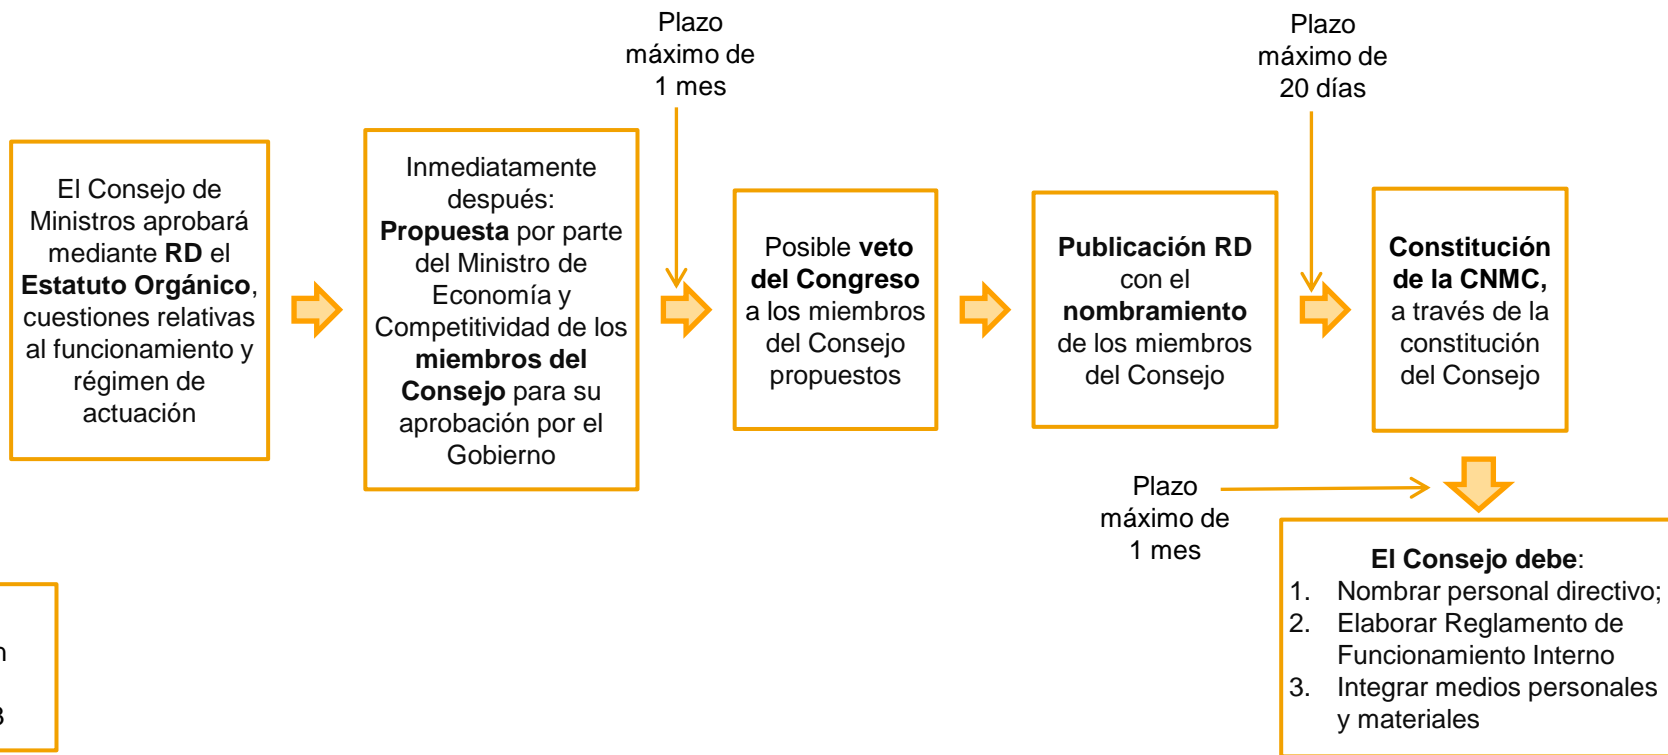 Plazo
máximo de
1 mes
Plazo
máximo de
20 días
El Consejo de
Ministros aprobará
mediante RD el
Estatuto Orgánico,
cuestiones relativas
al funcionamiento y
régimen de
actuación
Inmediatamente
después:
Propuesta por parte
del Ministro de
Economía y
Competitividad de los
miembros del
Consejo para su
aprobación por el
Gobierno
Posible veto
del Congreso
a los miembros
del Consejo
propuestos
Publicación RD
con el
nombramiento
de los miembros
del Consejo
Constitución
de la CNMC,
a través de la
constitución
del Consejo
Plazo
máximo de
1 mes
El Consejo debe:
1. Nombrar personal directivo;
2. Elaborar Reglamento de
Funcionamiento Interno
3. Integrar medios personales
y materiales